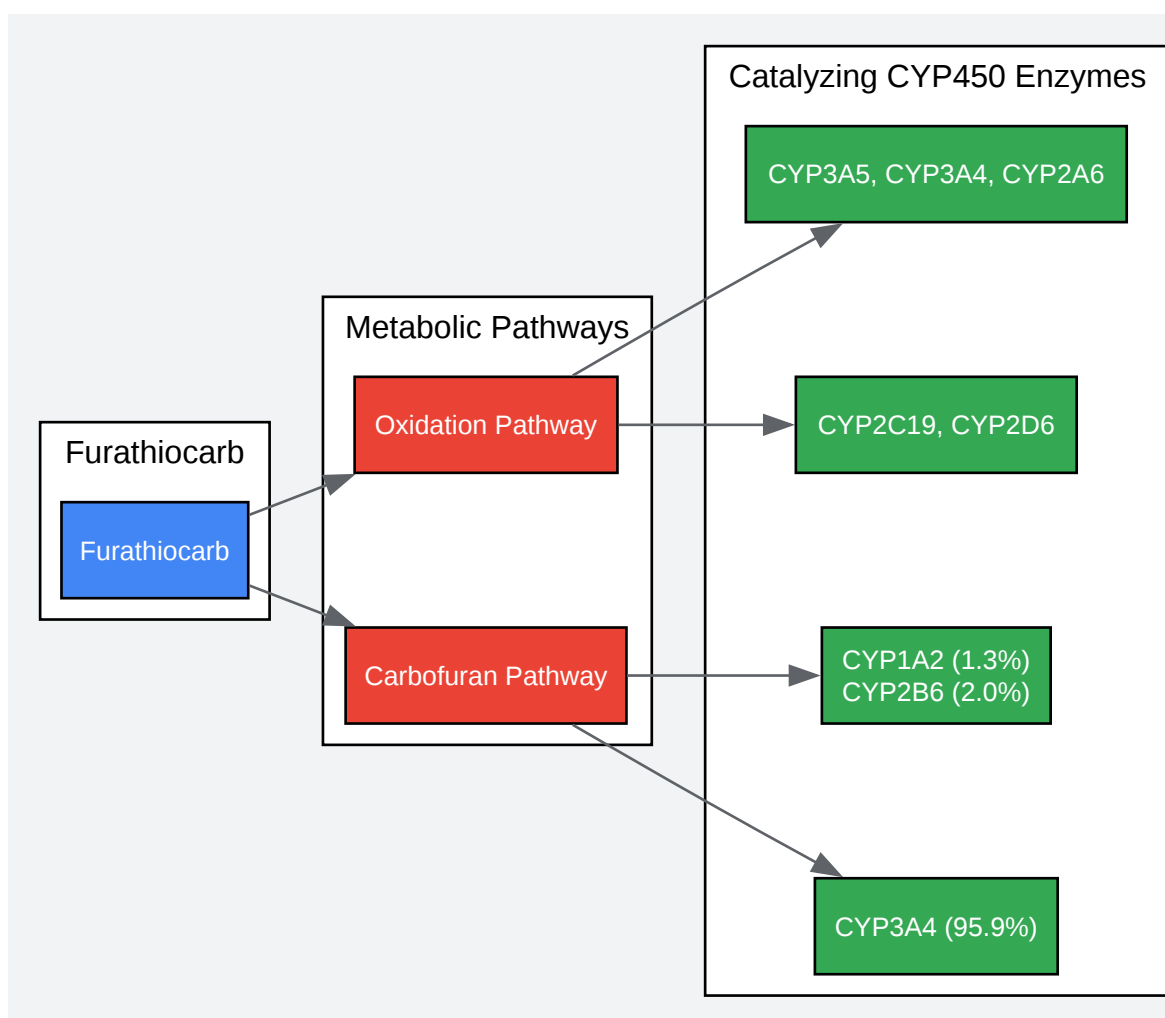 Furathiocarb
Furathiocarb
Metabolic Pathways
Oxidation Pathway
Carbofuran Pathway
Catalyzing CYP450 Enzymes
CYP3A5, CYP3A4, CYP2A6
CYP2C19, CYP2D6
CYP1A2 (1.3%)
CYP2B6 (2.0%)
CYP3A4 (95.9%)